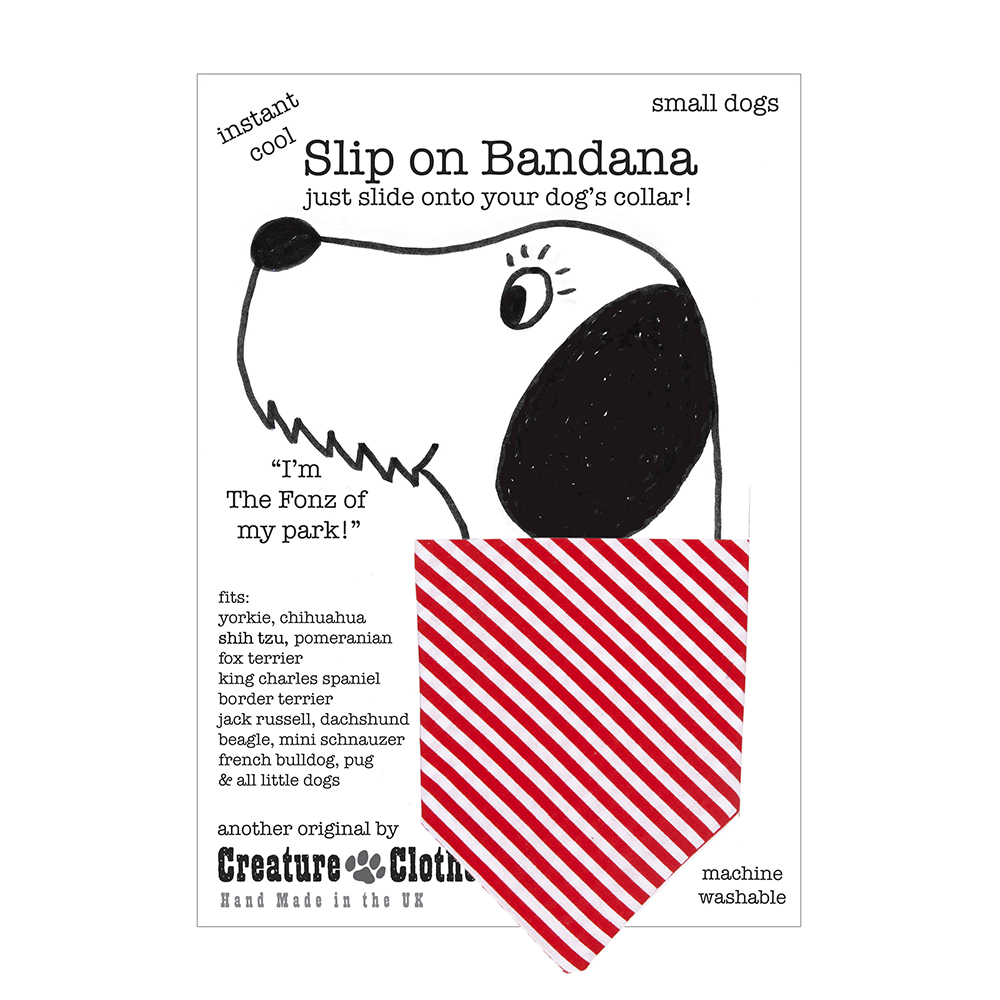 instant
cool
small dogs
Slip on Bandana
just slide onto your dog's collar!
"I'm
The Fonz of
my park!"
fits:
yorkie, chihuahua
shih tzu, pomeranian
fox terrier
king charles spaniel
border terrier
jack russell, dachshund
beagle, mini schnauzer
french bulldog, pug
& all little dogs
another original by
Creature
Hand Made in the UK
machine
washable